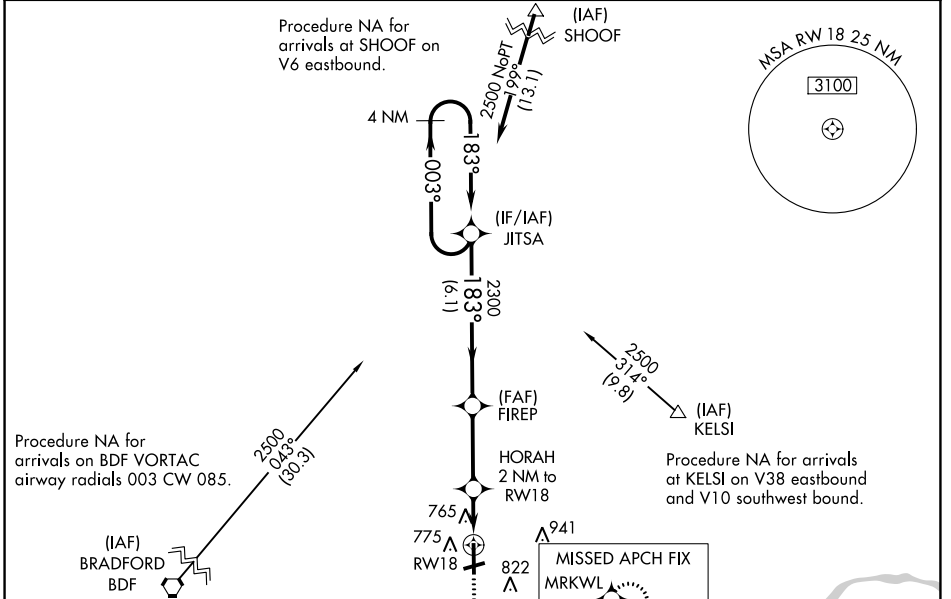 Procedure NA for
arrivals at SHOOF on
V6 eastbound.
(IAF)
SHOOF
2500 NoPT
199°
(13.1)
MSA RW 18 25 NM
3100
4 NM
183°
003°
(IF/IAF)
JITSA
2300
183°
(6.1)
2500
314°
(9.8)
(IAF)
KELSI
(FAF)
FIREP
2500
043°
(30.3)
Procedure NA for
arrivals on BDF VORTAC
airway radials 003 CW 085.
HORAH
2 NM to
RW18
Procedure NA for arrivals
at KELSI on V38 eastbound
and V10 southwest bound.
765
775
RW18
941
822
(IAF)
BRADFORD
BDF
MISSED APCH FIX
MRKWL